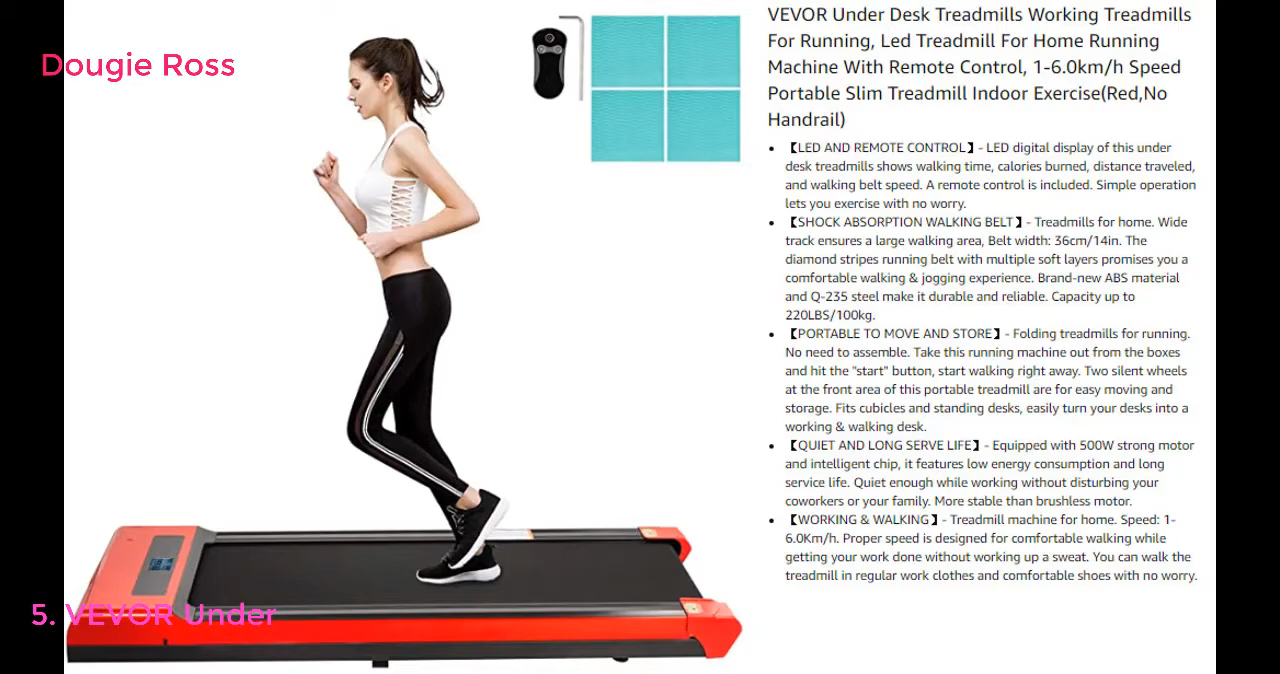 Dougie Ross
VEVOR Under Desk Treadmills Working Treadmills
For Running, Led Treadmill For Home Running
Machine With Remote Control, 1-6.0km/h Speed
Portable Slim Treadmill Indoor Exercise(Red,No
Handrail)
• 【LED AND REMOTE CONTROL】- LED digital display of this under
desk treadmills shows walking time, calories burned, distance traveled,
and walking belt speed. A remote control is included. Simple operation
lets you exercise with no worry.
• 【SHOCK ABSORPTION WALKING BELT】- Treadmills for home. Wide
track ensures a large walking area, Belt width: 36cm/14in. The
diamond stripes running belt with multiple soft layers promises you a
comfortable walking & jogging experience. Brand-new ABS material
and Q-235 steel make it durable and reliable. Capacity up to
220LBS/100kg.
• 【PORTABLE TO MOVE AND STORE】- Folding treadmills for running.
No need to assemble. Take this running machine out from the boxes
and hit the "start" button, start walking right away. Two silent wheels
at the front area of this portable treadmill are for easy moving and
storage. Fits cubicles and standing desks, easily turn your desks into a
working & walking desk.
• 【QUIET AND LONG SERVE LIFE】- Equipped with 500W strong motor
and intelligent chip, it features low energy consumption and long
service life. Quiet enough while working without disturbing your
coworkers or your family. More stable than brushless motor.
• 【WORKING & WALKING】- Treadmill machine for home. Speed: 1-
6.0Km/h. Proper speed is designed for comfortable walking while
getting your work done without working up a sweat. You can walk the
treadmill in regular work clothes and comfortable shoes with no worry.
5. VEVOR Under